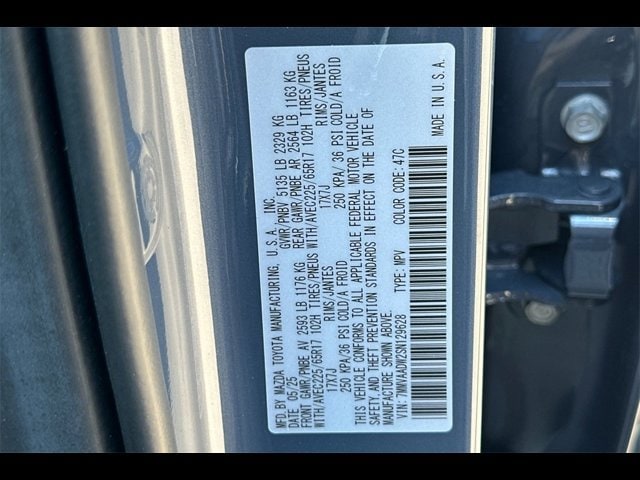 MFD. BY MAZDA TOYOTA MANUFACTURING, U.S.A., INC.
DATE 05/25 GVWR/PNBV 5135 LB 2329 KG
FRONT GAWR/PNBE AV 2593 LB 1176 KG REAR GAWR/PNBE AR 2564 LB 1163 KG
WITH/AVEC225/65R17 102H TIRES/PNEUS WITH/AVEC225/65R17 102H TIRES/PNEUS
17X7J RIMS/JANTES 17X7J RIMS/JANTES
250 KPA/36 PSI COLD/A FROID 250 KPA/ 36 PSI COLD/A FROID
THIS VEHICLE CONFORMS TO ALL APPLICABLE FEDERAL MOTOR VEHICLE
SAFETY, AND THEFT PREVENTION STANDARDS IN EFFECT ON THE DATE OF
MANUFACTURE SHOWN ABOVE.
VIN: 7MMVAADW2SN129628 TYPE: MPV COLOR CODE: 47C
MADE IN U.S.A.